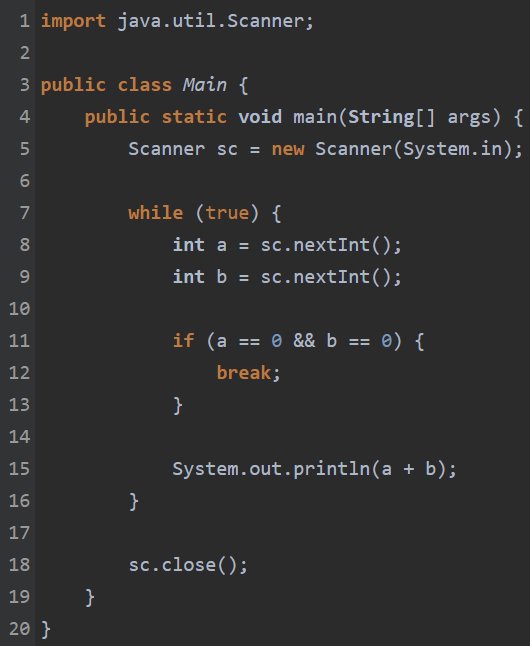 1 import java.util.Scanner;
2
3 public class Main {
4     public static void main(String[] args) {
5         Scanner sc = new Scanner(System.in);
6
7         while (true) {
8             int a = sc.nextInt();
9             int b = sc.nextInt();
10
11             if (a == 0 && b == 0) {
12                 break;
13             }
14
15             System.out.println(a + b);
16         }
17
18         sc.close();
19     }
20 }